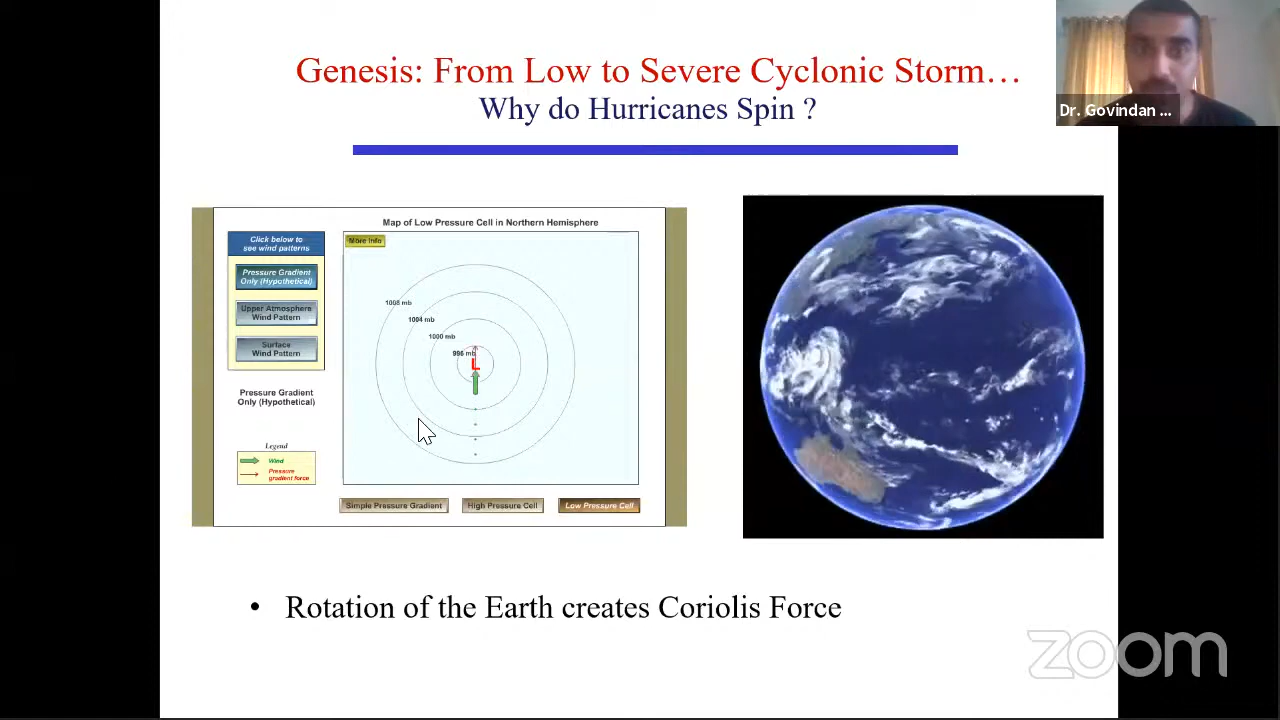 Genesis: From Low to Severe Cyclonic Storm…
Why do Hurricanes Spin ?
Dr. Govindan ...
Map of Low Pressure Cell in Northern Hemisphere
Click below to
see wind patterns
More Info
Pressure Gradient
Only (Hypothetical)
Upper Atmosphere
Wind Pattern
Surface
Wind Pattern
1008 mb
1004 mb
1000 mb
996 mb
L
Pressure Gradient
Only (Hypothetical)
Legend
Wind
Pressure
gradient force
Simple Pressure Gradient
High Pressure Cell
Low Pressure Cell
• Rotation of the Earth creates Coriolis Force
zoom